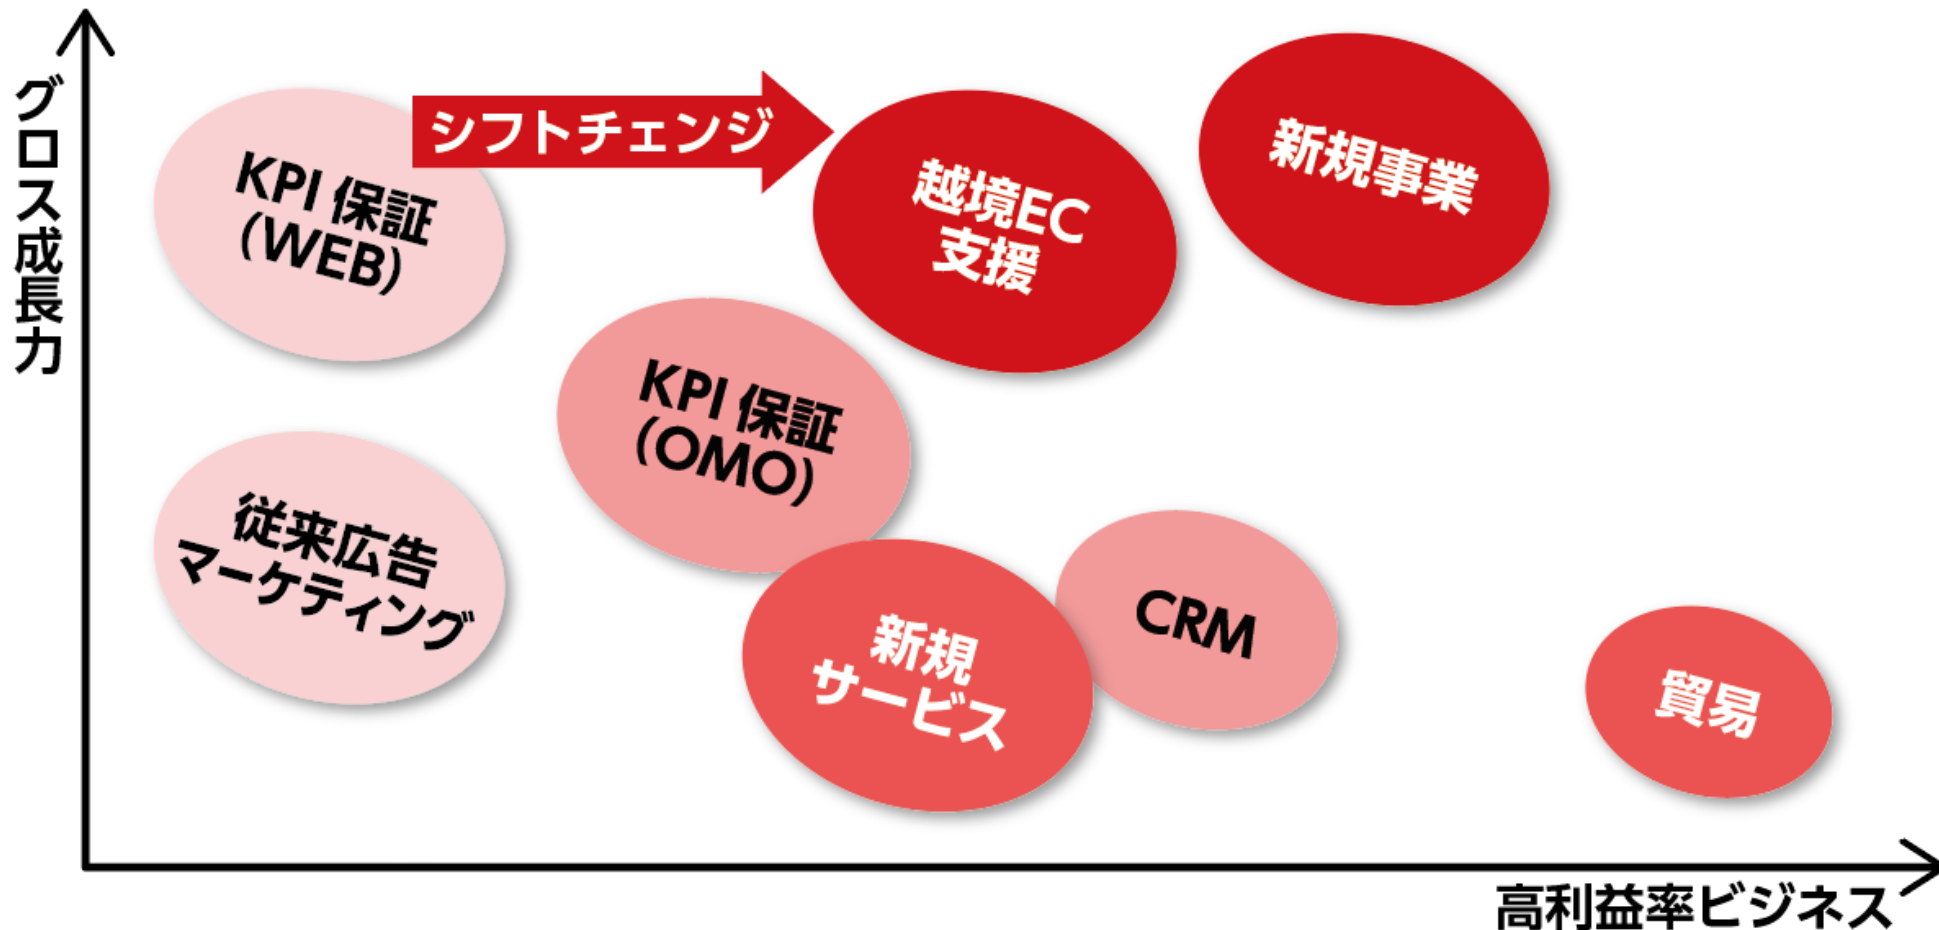 グロス成長力
KPI 保証
(WEB)
シフトチェンジ
越境EC
支援
新規事業
KPI 保証
(OMO)
従来広告
マーケティング
新規
サービス
CRM
貿易
高利益率ビジネス